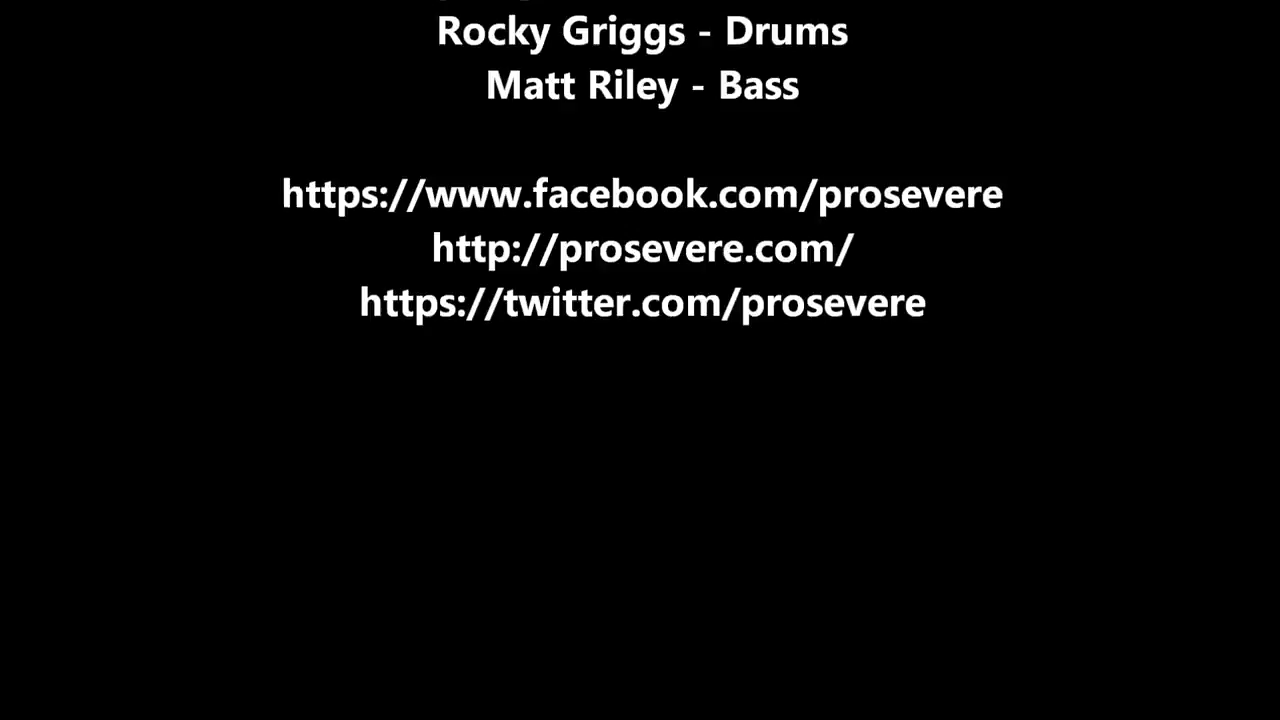 Rocky Griggs - Drums
Matt Riley - Bass
https://www.facebook.com/prosevere
http://prosevere.com/
https://twitter.com/prosevere